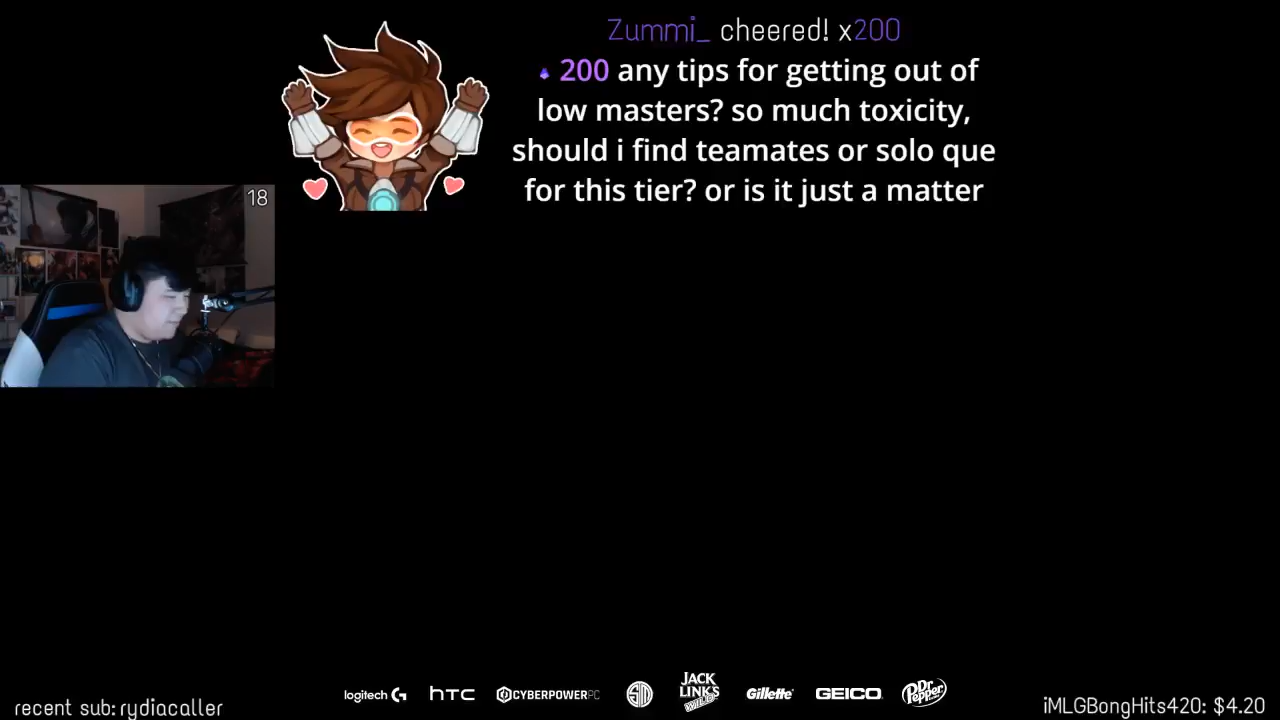 Zummi_ cheered! x200
200 any tips for getting out of
low masters? so much toxicity,
should i find teamates or solo que
for this tier? or is it just a matter
18
logitech G
hTC
CYBERPOWERPC
JACK LINK'S
Gillette
GEICO
Dr Pepper
recent sub: rydiacaller
iMLGBongHits420: $4.20